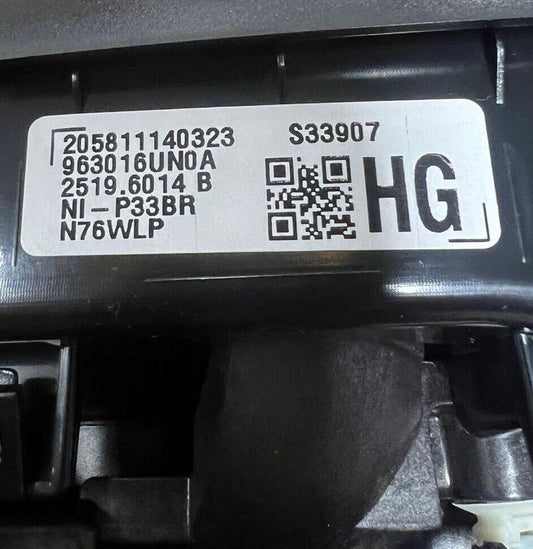 205811140323 S33907
963016UN0A
2519.6014 B
NI-P33BR
N76WLP
HG